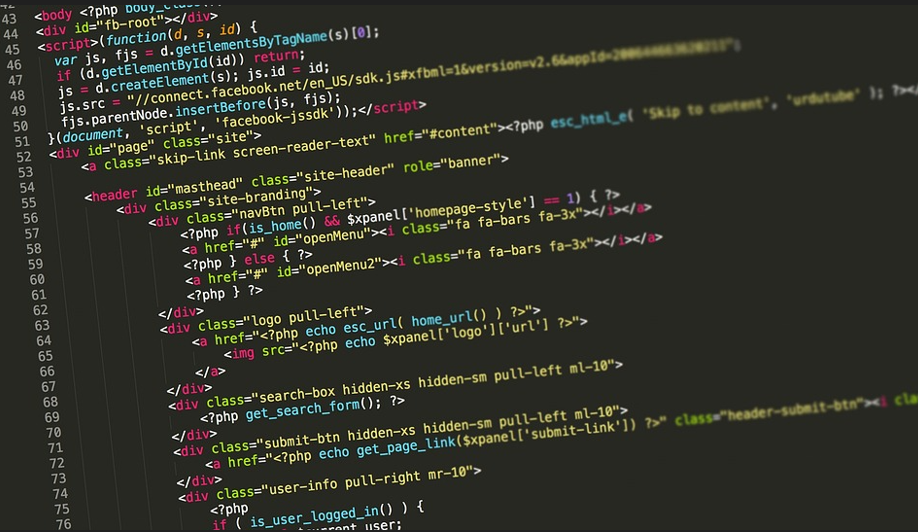 42
43 <body <?php body_class
44 <div id="fb-root"></div>
45 <script>(function(d, s, id) {
46 var js, fjs = d.getElementsByTagName(s)[0];
47 if (d.getElementById(id)) return;
48 js = d.createElement(s); js.id = id;
49 js.src = "//connect.facebook.net/en_US/sdk.js#xfbml=1&version=v2.6&appId=
50 fjs.parentNode.insertBefore(js, fjs);
51 }(document, 'script', 'facebook-jssdk'));</script>
52 <div id="page" class="site">
53 <a class="skip-link screen-reader-text" href="#content"><?php esc_html_e( 'Skip to content', 'urdutube' ); ?></
54
55 <header id="masthead" class="site-header" role="banner">
56 <div class="site-branding">
57 <div class="navBtn pull-left">
58 <?php if(is_home() && $xpanel['homepage-style'] == 1) { ?>
59 <a href="#" id="openMenu"><i class="fa fa-bars fa-3x"></i></a>
60 <?php } else { ?>
61 <a href="#" id="openMenu2"><i class="fa fa-bars fa-3x"></i></a>
62 <?php } ?>
63 </div>
64 <div class="logo pull-left">
65 <a href="<?php echo esc_url( home_url() ) ?>">
66 <img src="<?php echo $xpanel['logo']['url'] ?>">
67 </a>
68 </div>
69 <div class="search-box hidden-xs hidden-sm pull-left ml-10">
70 <?php get_search_form(); ?>
71 </div>
72 <div class="submit-btn hidden-xs hidden-sm pull-left ml-10">
73 <a href="<?php echo get_page_link($xpanel['submit-link']) ?>" class="header-submit-btn"><i cla
74 </div>
75 <div class="user-info pull-right mr-10">
76 <?php
if ( is_user_logged_in() ) {
current_user;